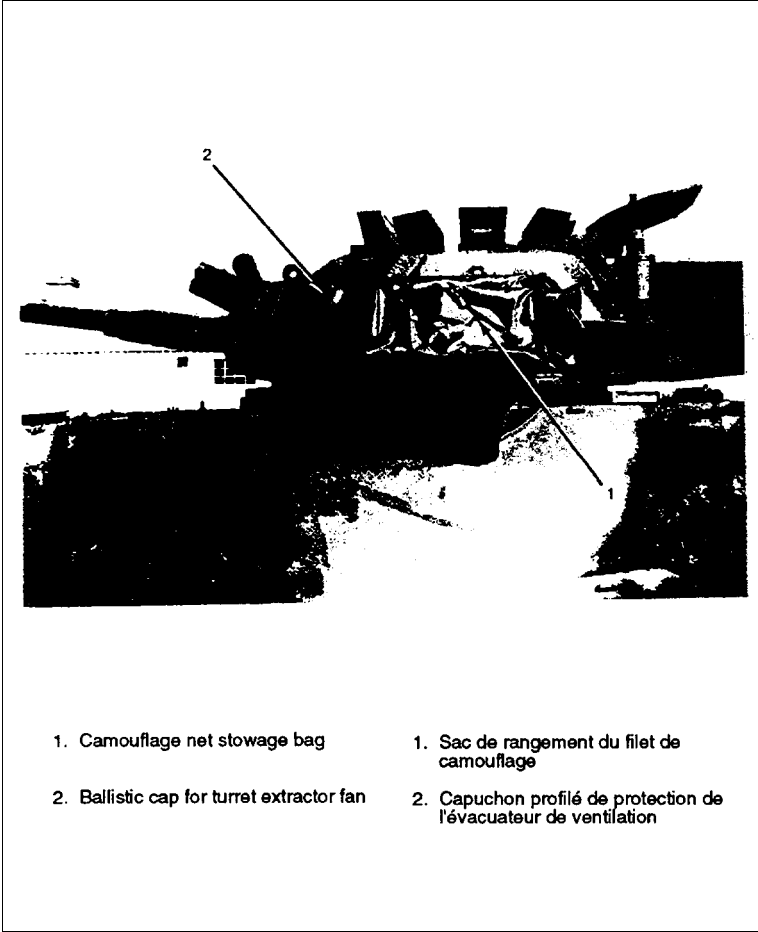 2
1
1. Camouflage net stowage bag
2. Ballistic cap for turret extractor fan
1. Sac de rangement du filet de
camouflage
2. Capuchon profilé de protection de
l'évacuateur de ventilation